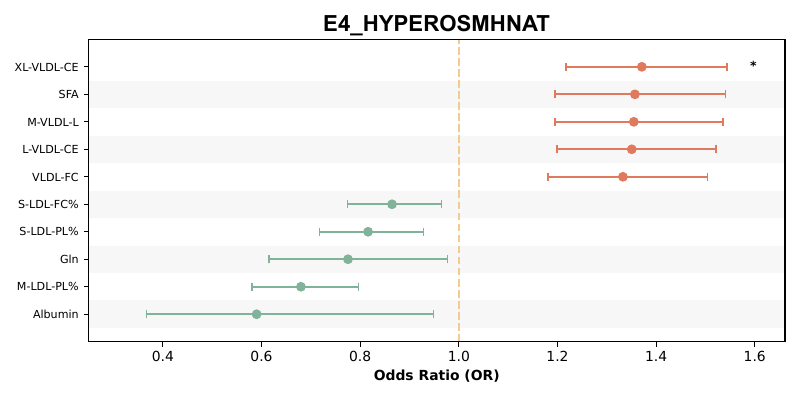 E4_HYPEROSMHNAT
XL-VLDL-CE
*
SFA
M-VLDL-L
L-VLDL-CE
VLDL-FC
S-LDL-FC%
S-LDL-PL%
Gln
M-LDL-PL%
Albumin
0.4 0.6 0.8 1.0 1.2 1.4 1.6
Odds Ratio (OR)